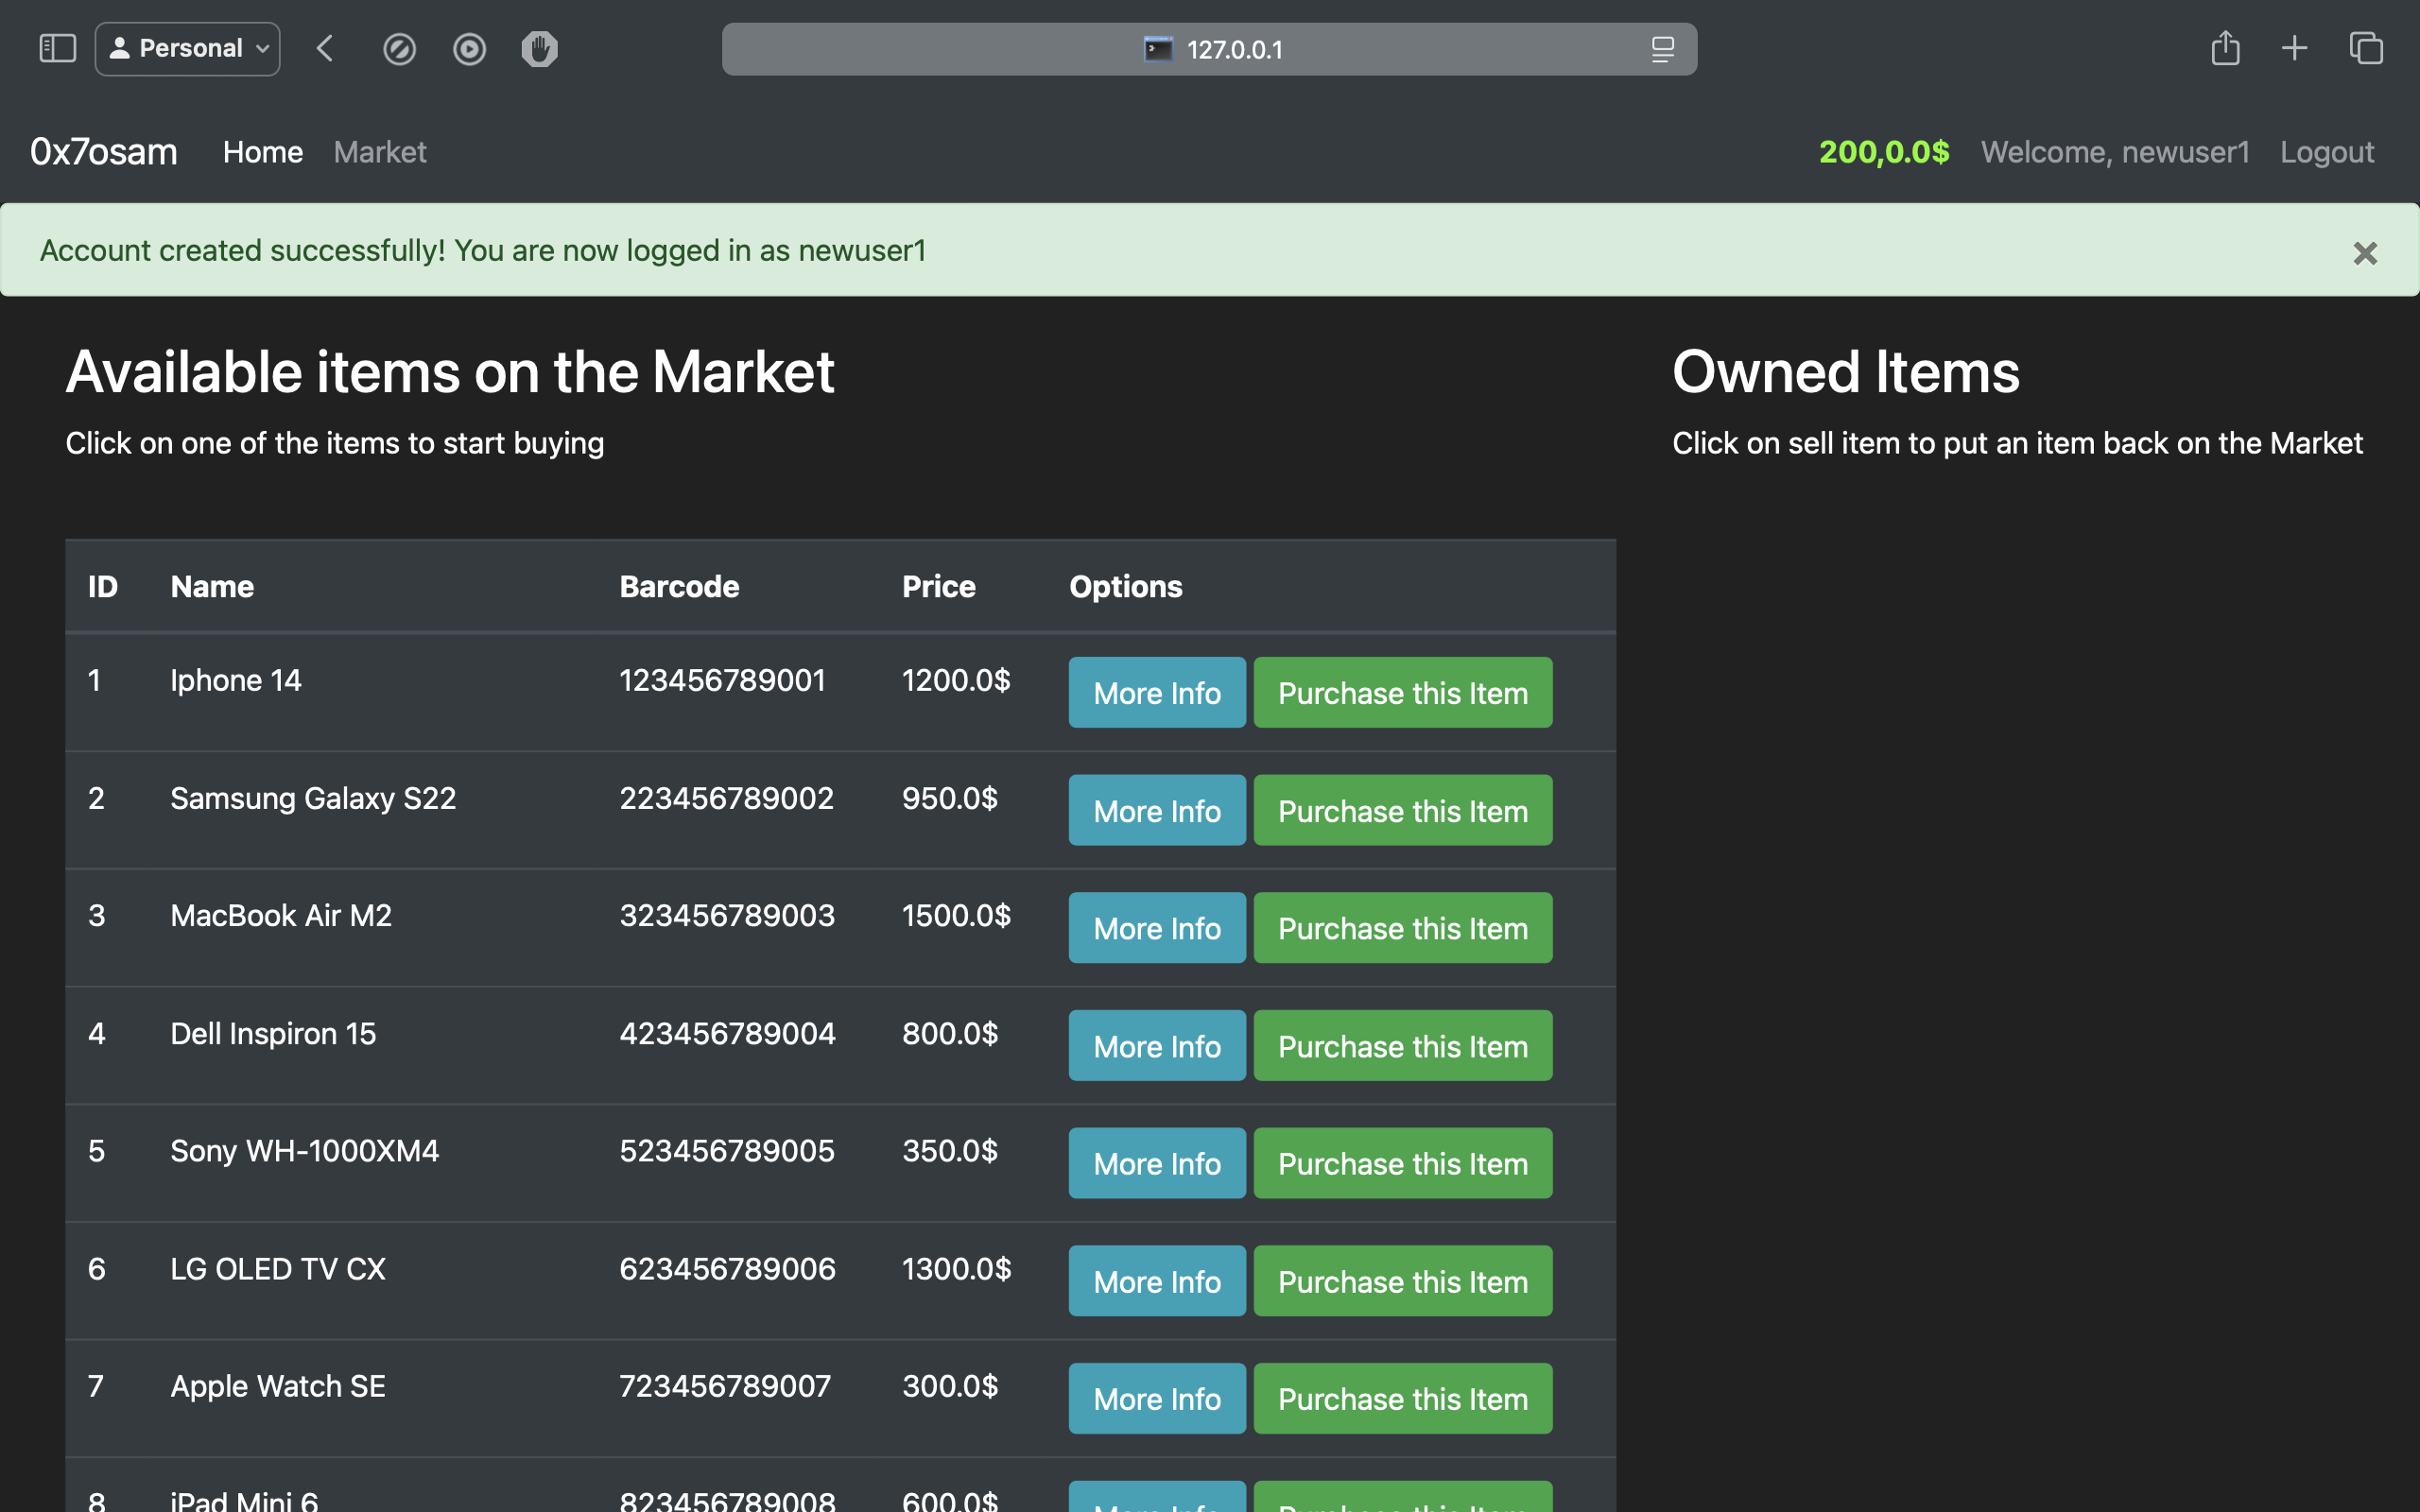 Personal
127.0.0.1
0x7osam Home Market 200,0.0$ Welcome, newuser1 Logout
Account created successfully! You are now logged in as newuser1
Available items on the Market
Click on one of the items to start buying
Owned Items
Click on sell item to put an item back on the Market
ID Name Barcode Price Options
1 Iphone 14 123456789001 1200.0$ More Info Purchase this Item
2 Samsung Galaxy S22 223456789002 950.0$ More Info Purchase this Item
3 MacBook Air M2 323456789003 1500.0$ More Info Purchase this Item
4 Dell Inspiron 15 423456789004 800.0$ More Info Purchase this Item
5 Sony WH-1000XM4 523456789005 350.0$ More Info Purchase this Item
6 LG OLED TV CX 623456789006 1300.0$ More Info Purchase this Item
7 Apple Watch SE 723456789007 300.0$ More Info Purchase this Item
8 iPad Mini 6 823456789008 600.0$ More Info Purchase this Item